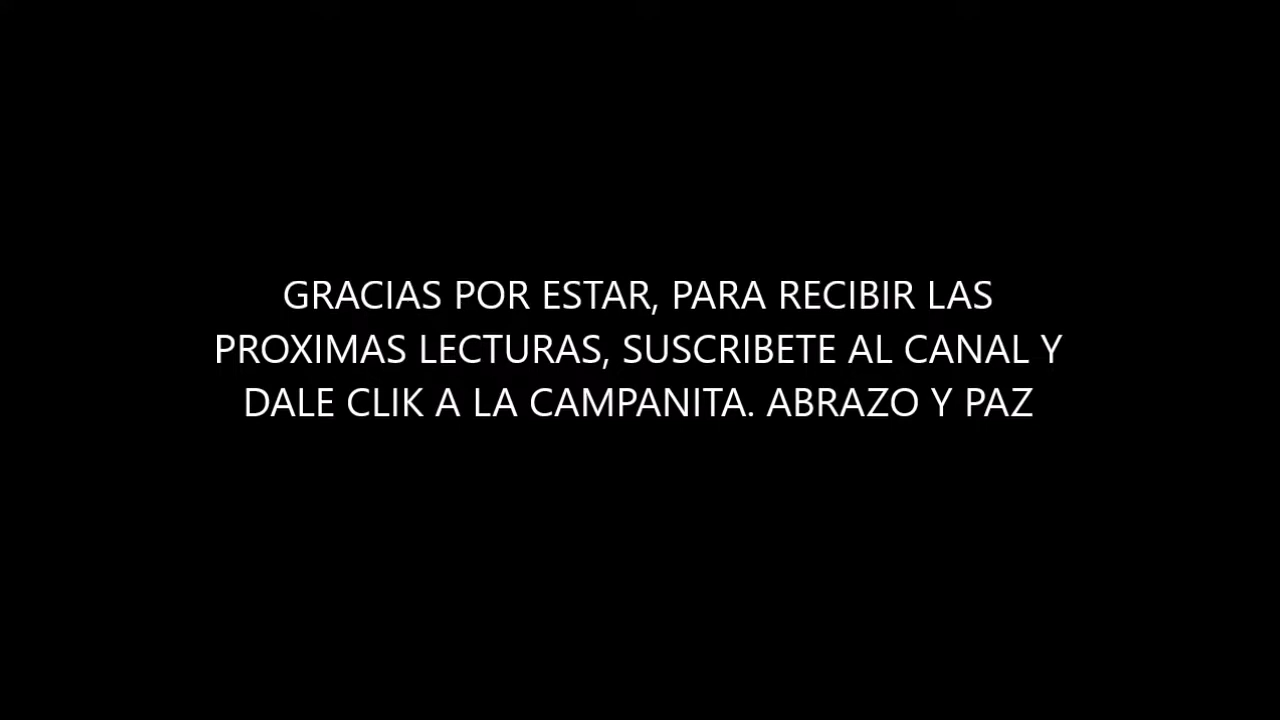 GRACIAS POR ESTAR, PARA RECIBIR LAS
PROXIMAS LECTURAS, SUSCRIBETE AL CANAL Y
DALE CLIK A LA CAMPANITA. ABRAZO Y PAZ